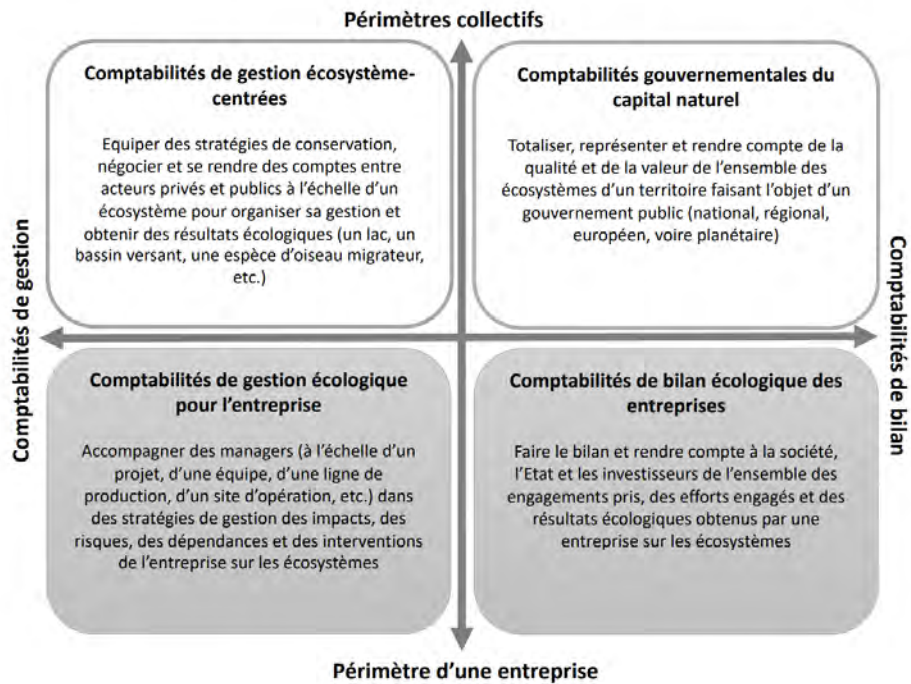 Périmètres collectifs
Comptabilités de gestion écosystème-
centrées
Equiper des stratégies de conservation,
négocier et se rendre des comptes entre
acteurs privés et publics à l'échelle d'un
écosystème pour organiser sa gestion et
obtenir des résultats écologiques (un lac, un
bassin versant, une espèce d'oiseau migrateur,
etc.)
Comptabilités gouvernementales du
capital naturel
Totaliser, représenter et rendre compte de la
qualité et de la valeur de l'ensemble des
écosystèmes d'un territoire faisant l'objet d'un
gouvernement public (national, régional,
européen, voire planétaire)
Comptabilités de gestion
Comptabilités de bilan
Comptabilités de gestion écologique
pour l'entreprise
Accompagner des managers (à l'échelle d'un
projet, d'une équipe, d'une ligne de
production, d'un site d'opération, etc.) dans
des stratégies de gestion des impacts, des
risques, des dépendances et des interventions
de l'entreprise sur les écosystèmes
Comptabilités de bilan écologique des
entreprises
Faire le bilan et rendre compte à la société,
l'Etat et les investisseurs de l'ensemble des
engagements pris, des efforts engagés et des
résultats écologiques obtenus par une
entreprise sur les écosystèmes
Périmètre d'une entreprise